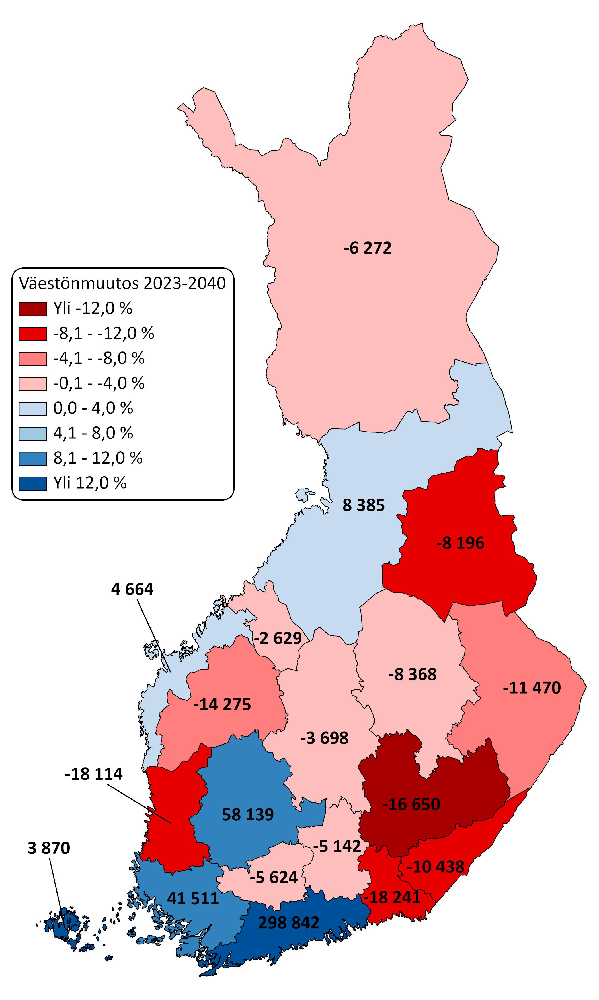 -6 272
Väestönmuutos 2023-2040
Yli -12,0 %
-8,1 - -12,0 %
-4,1 - -8,0 %
-0,1 - -4,0 %
0,0 - 4,0 %
4,1 - 8,0 %
8,1 - 12,0 %
Yli 12,0 %
8 385
-8 196
4 664
-2 629
-8 368
-11 470
-14 275
-3 698
-18 114
-16 650
58 139
3 870
-5 142
-10 438
-5 624
41 511
-18 241
298 842